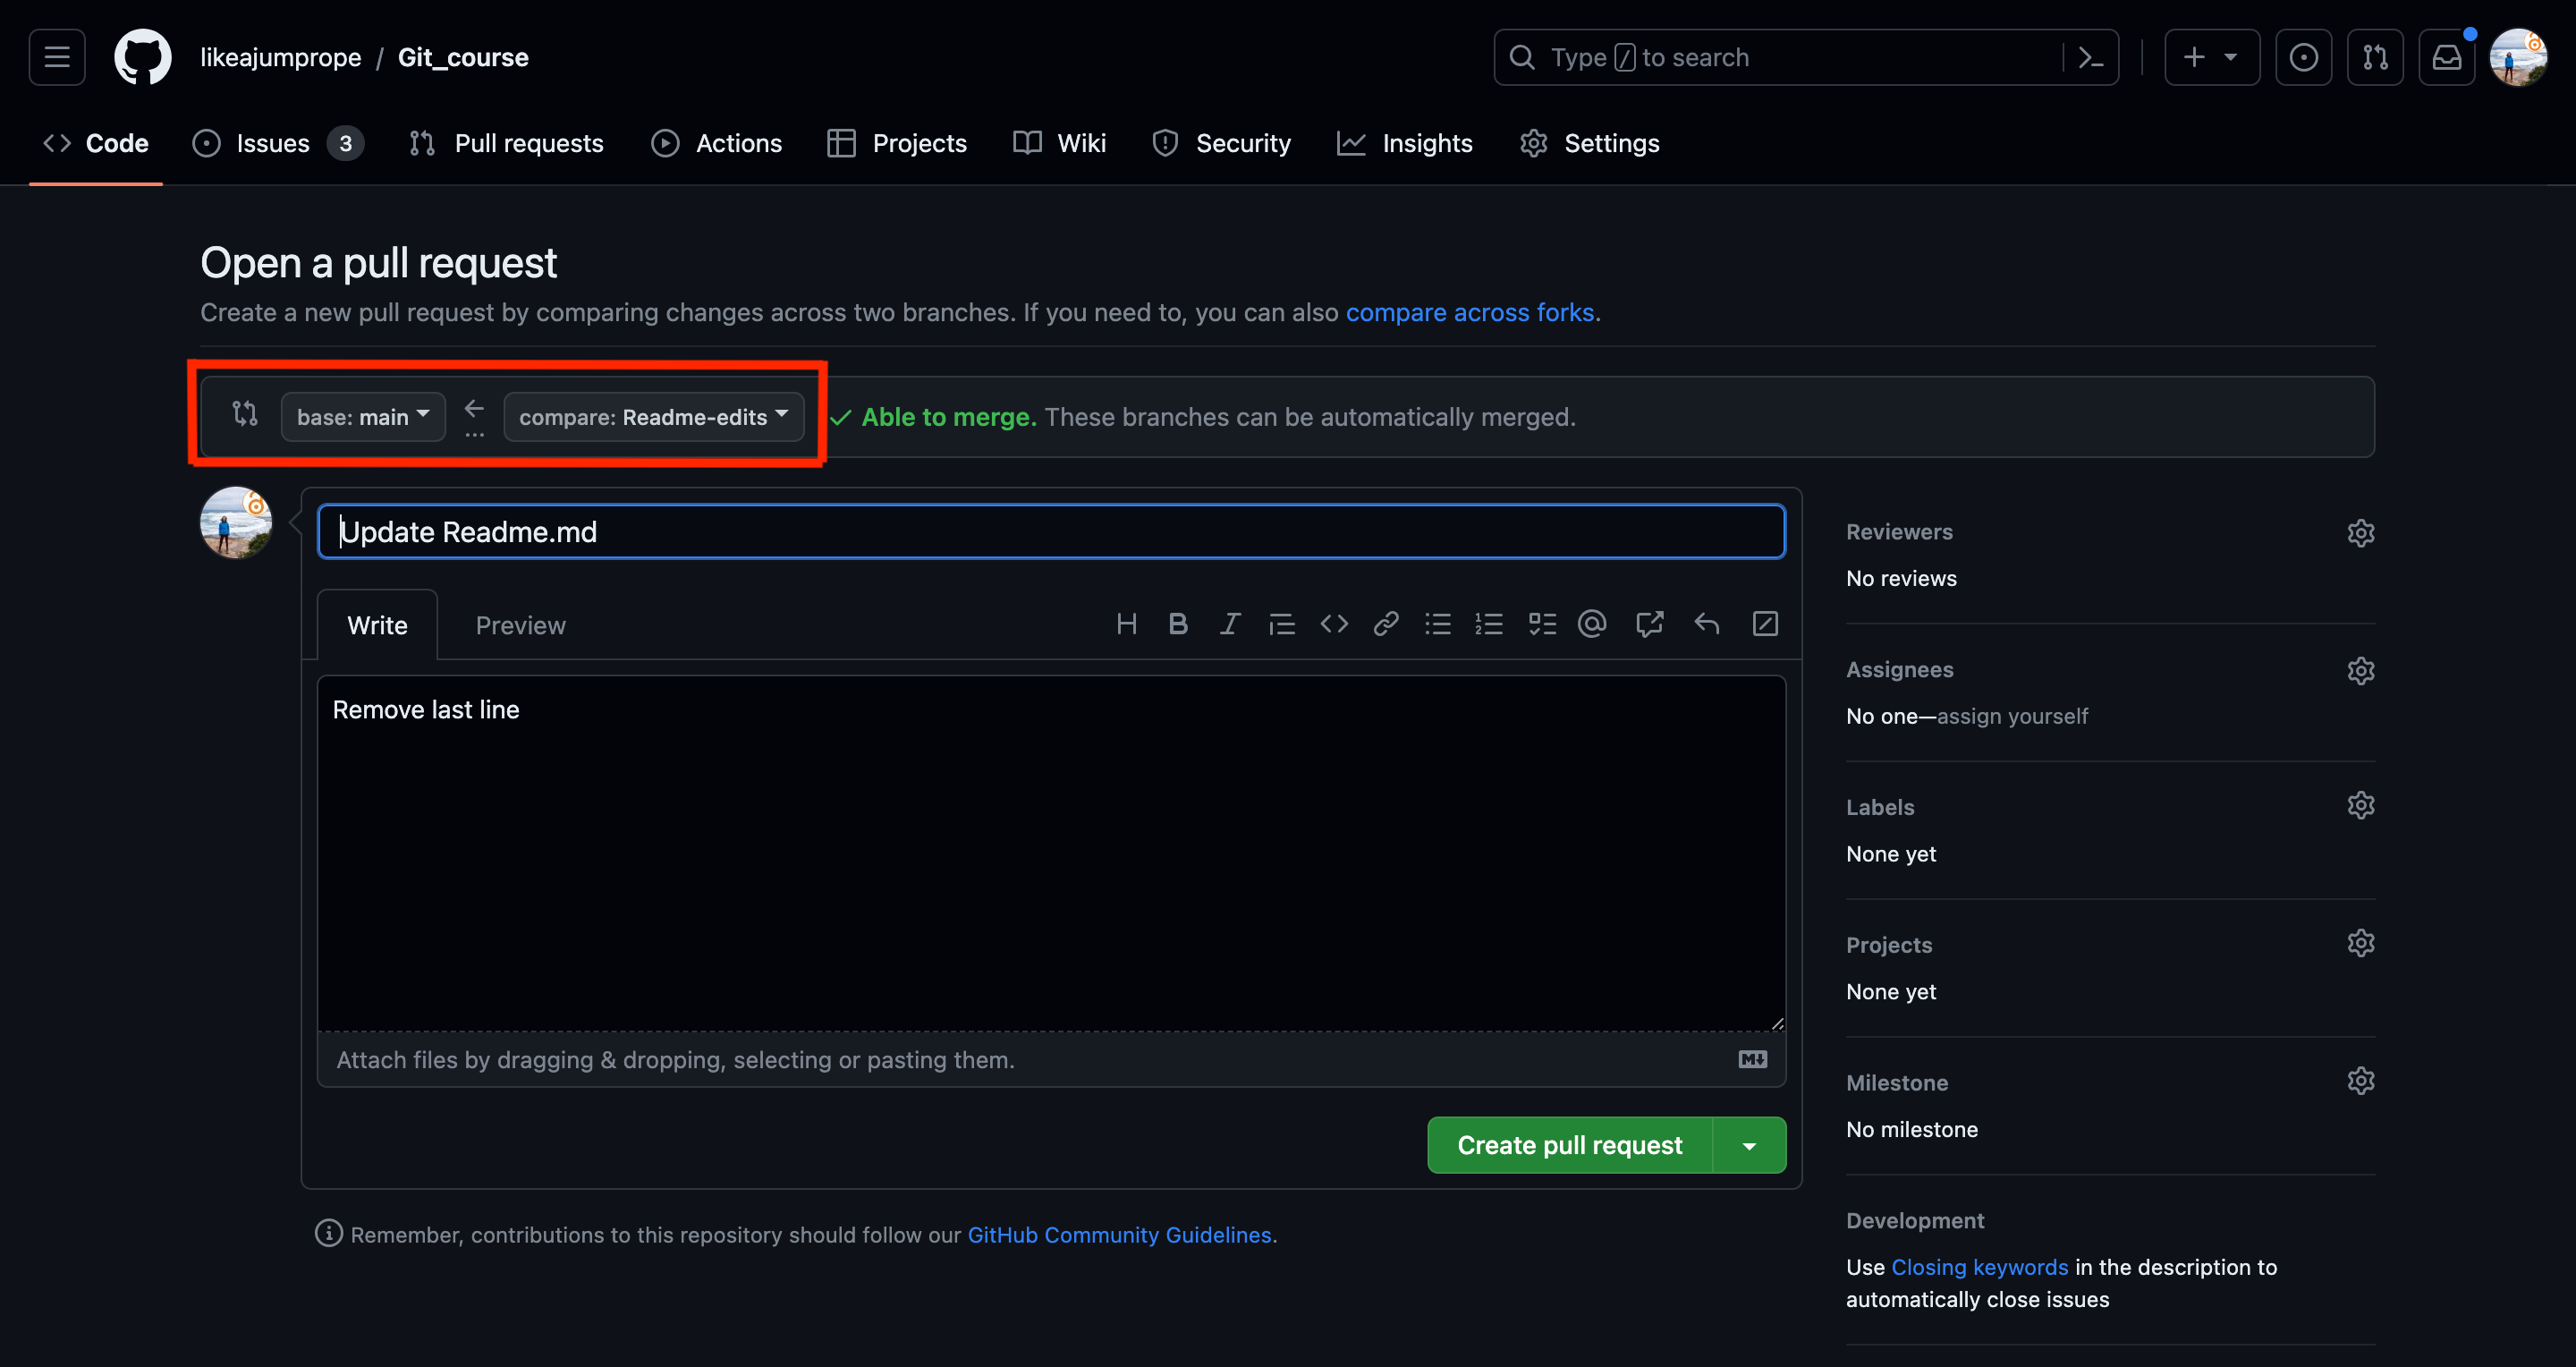 likeajumprope / Git_course
Type / to search
Code
Issues 3
Pull requests
Actions
Projects
Wiki
Security
Insights
Settings
Open a pull request
Create a new pull request by comparing changes across two branches. If you need to, you can also compare across forks.
base: main
...
compare: Readme-edits
Able to merge. These branches can be automatically merged.
Update Readme.md
Write
Preview
Remove last line
Attach files by dragging & dropping, selecting or pasting them.
Create pull request
Remember, contributions to this repository should follow our GitHub Community Guidelines.
Reviewers
No reviews
Assignees
No one—assign yourself
Labels
None yet
Projects
None yet
Milestone
No milestone
Development
Use Closing keywords in the description to
automatically close issues